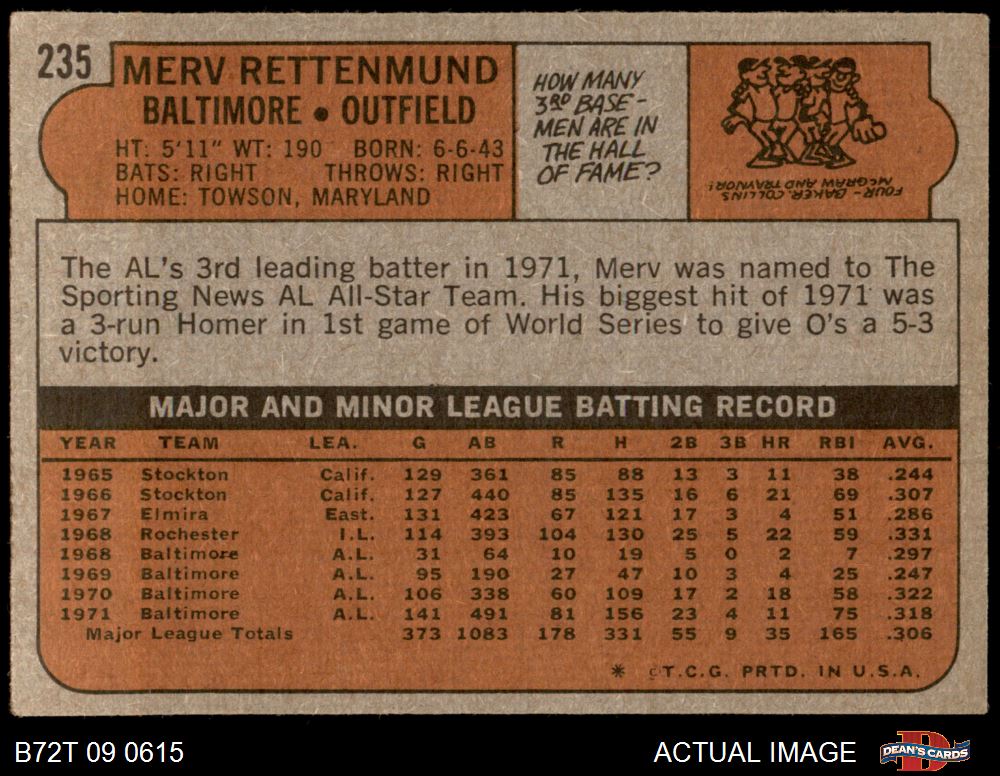 235
MERV RETTENMUND
BALTIMORE • OUTFIELD
HT: 5'11" WT: 190 BORN: 6-6-43
BATS: RIGHT THROWS: RIGHT
HOME: TOWSON, MARYLAND
HOW MANY
3RD BASE-
MEN ARE IN
THE HALL
OF FAME?
FOUR - BAKER, COLLINS
McGRAW AND TRAYNOR!
The AL's 3rd leading batter in 1971, Merv was named to The
Sporting News AL All-Star Team. His biggest hit of 1971 was
a 3-run Homer in 1st game of World Series to give O's a 5-3
victory.
MAJOR AND MINOR LEAGUE BATTING RECORD
YEAR TEAM LEA. G AB R H 2B 3B HR RBI AVG.
1965 Stockton Calif. 129 361 85 88 13 3 11 38 .244
1966 Stockton Calif. 127 440 85 135 16 6 21 69 .307
1967 Elmira East. 131 423 67 121 17 3 4 51 .286
1968 Rochester I.L. 114 393 104 130 25 5 22 59 .331
1968 Baltimore A.L. 31 64 10 19 5 0 2 7 .297
1969 Baltimore A.L. 95 190 27 47 10 3 4 25 .247
1970 Baltimore A.L. 106 338 60 109 17 2 18 58 .322
1971 Baltimore A.L. 141 491 81 156 23 4 11 75 .318
Major League Totals 373 1083 178 331 55 9 35 165 .306
* ©T.C.G. PRTD. IN U.S.A.
B72T 09 0615
ACTUAL IMAGE
D
DEAN'S CARDS